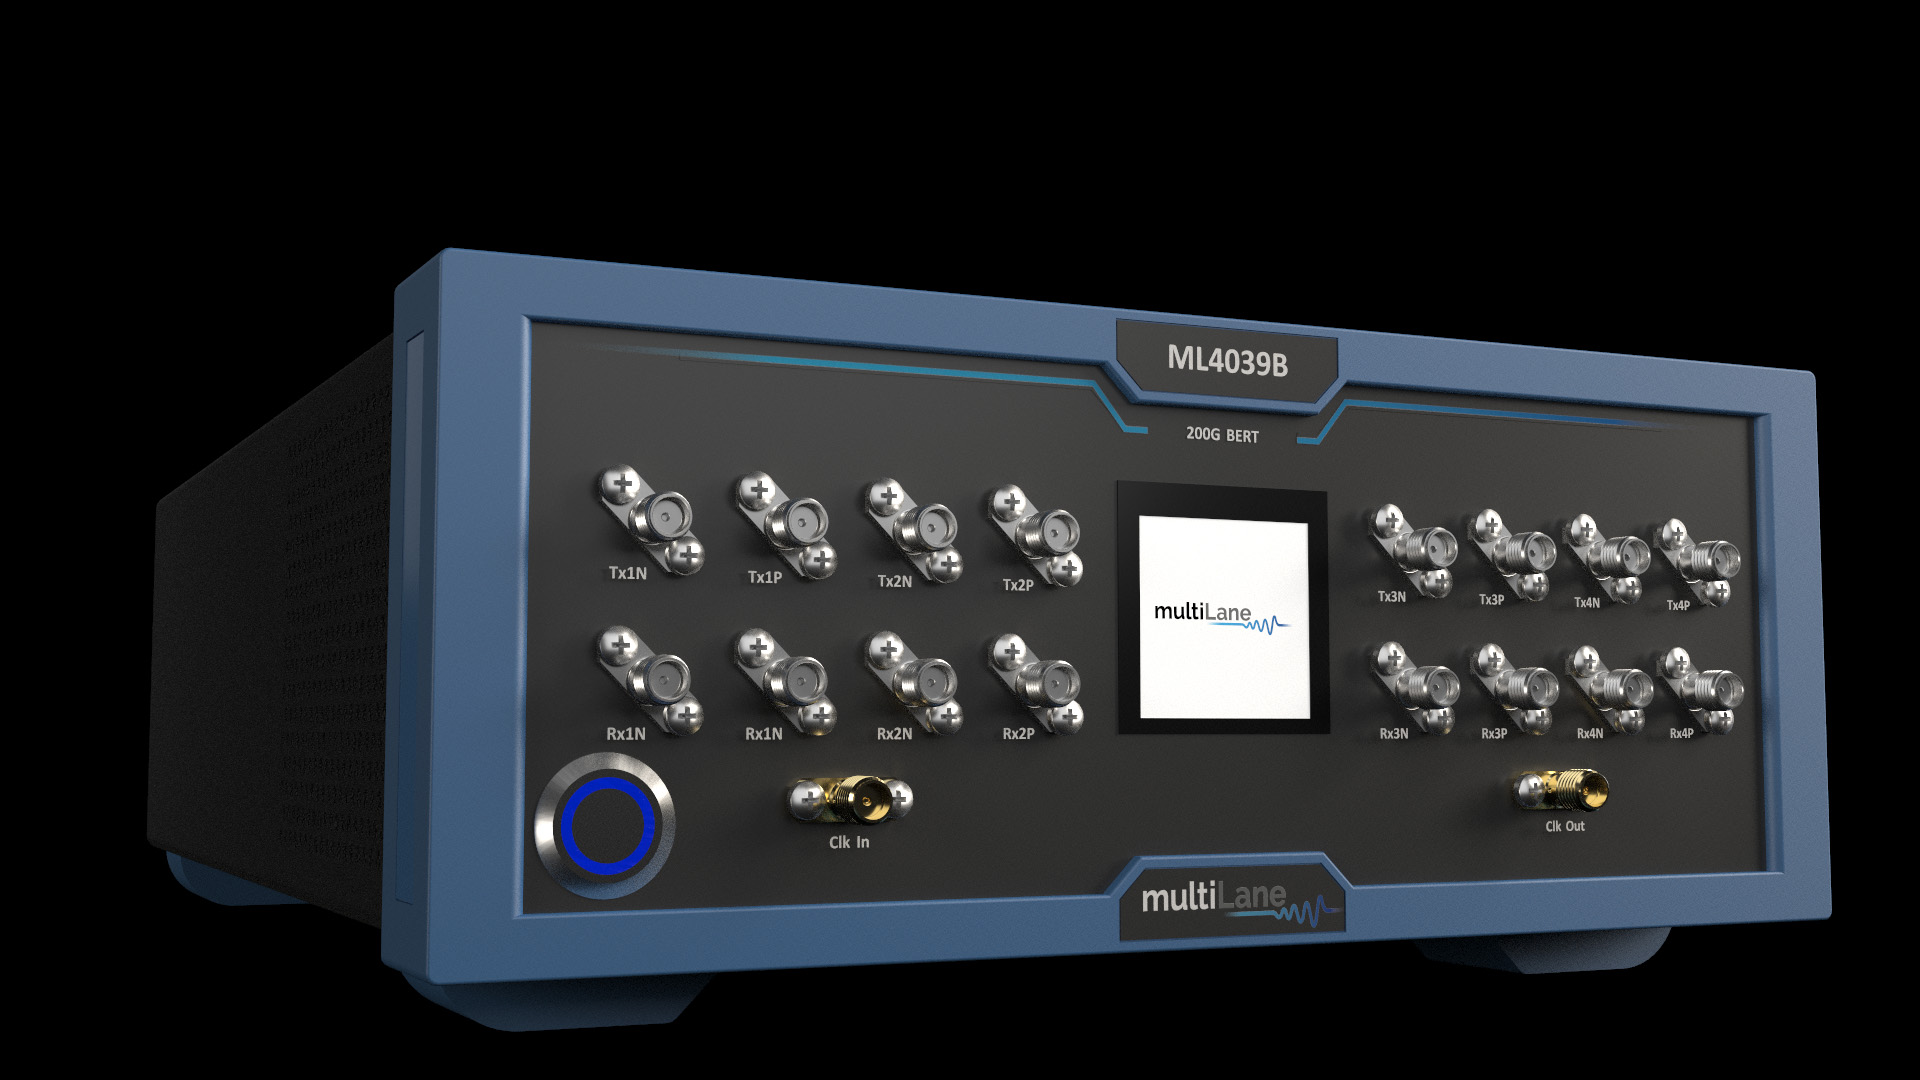 ML4039B
200G BERT
Tx1N Tx1P Tx2N Tx2P Tx3N Tx3P Tx4N Tx4P
multiLane
Rx1N Rx1N Rx2N Rx2P Rx3N Rx3P Rx4N Rx4P
Clk In Clk Out
multiLane